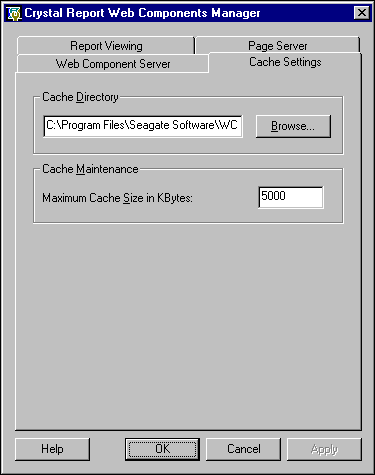 Crystal Report Web Components Manager
Report Viewing
Page Server
Web Component Server
Cache Settings
Cache Directory
C:\Program Files\Seagate Software\WC
Browse...
Cache Maintenance
Maximum Cache Size in KBytes:
5000
Help
OK
Cancel
Apply